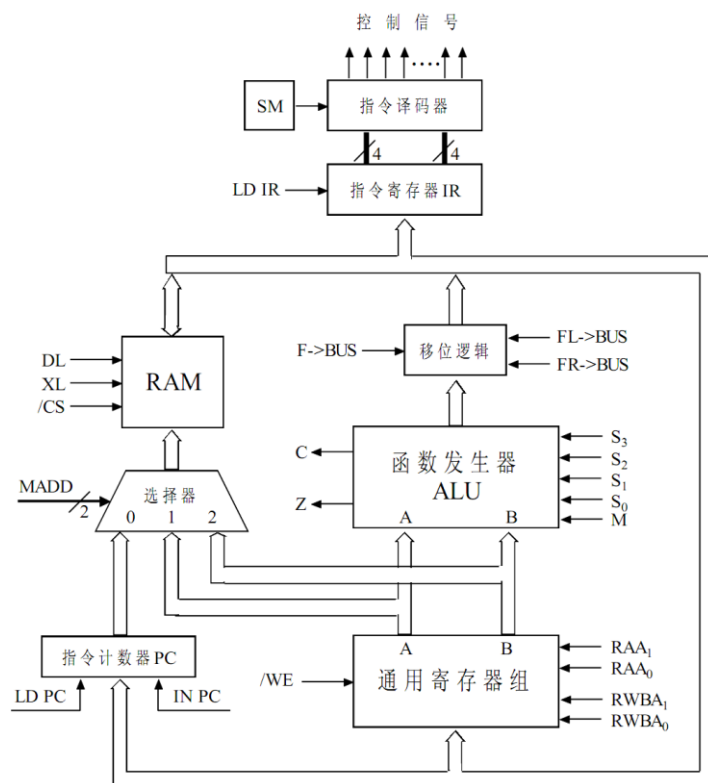 控制信号
SM
指令译码器
4
4
LD IR
指令寄存器IR
DL
XL
/CS
RAM
F->BUS
移位逻辑
FL->BUS
FR->BUS
C
Z
函数发生器
ALU
A
B
S₃
S₂
S₁
S₀
M
MADD
2
选择器
0
1
2
指令计数器PC
LD PC
IN PC
/WE
A
B
通用寄存器组
RAA₁
RAA₀
RWBA₁
RWBA₀